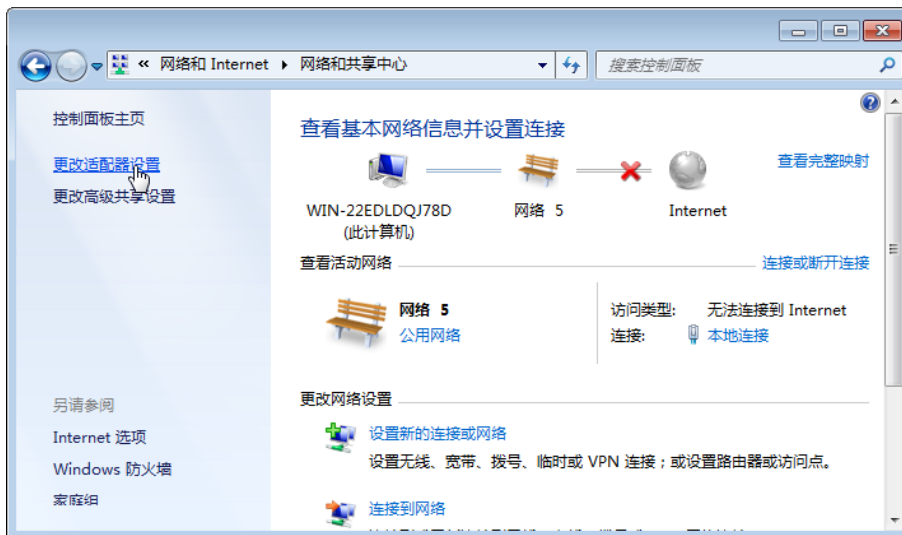 « 网络和 Internet ▸ 网络和共享中心
搜索控制面板
控制面板主页
更改适配器设置
更改高级共享设置
另请参阅
Internet 选项
Windows 防火墙
家庭组
查看基本网络信息并设置连接
查看完整映射
WIN-22EDLDQJ78D
(此计算机)
网络 5
Internet
查看活动网络
连接或断开连接
网络 5
公用网络
访问类型: 无法连接到 Internet
连接: 本地连接
更改网络设置
设置新的连接或网络
设置无线、宽带、拨号、临时或 VPN 连接；或设置路由器或访问点。
连接到网络